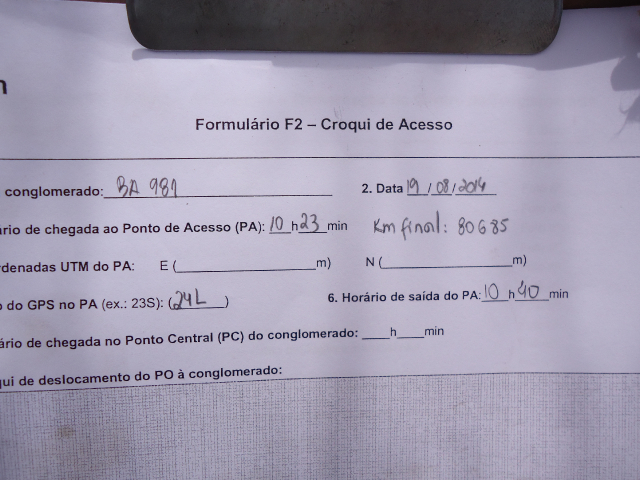 Formulário F2 – Croqui de Acesso
conglomerado: BA 981 2. Data 19/08/2014
ário de chegada ao Ponto de Acesso (PA): 10 h 23 min Km final: 80685
denadas UTM do PA: E (m) N (m)
o do GPS no PA (ex.: 23S): (24L) 6. Horário de saída do PA: 10 h 40 min
ário de chegada no Ponto Central (PC) do conglomerado: h min
qui de deslocamento do PO à conglomerado: